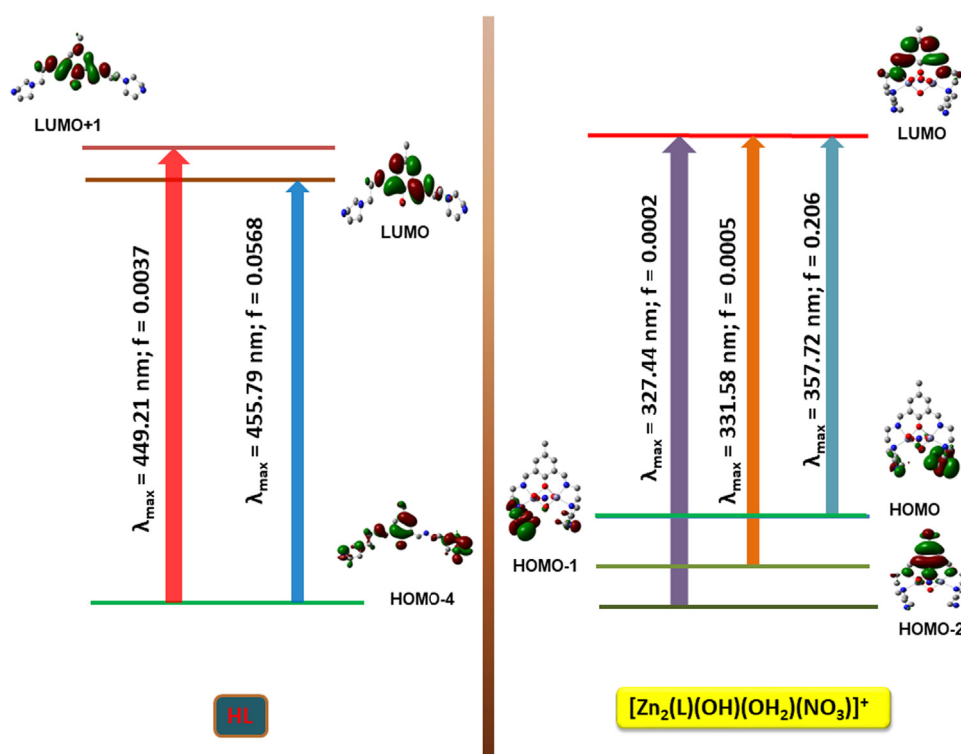 LUMO+1
LUMO
λmax = 449.21 nm; f = 0.0037
λmax = 455.79 nm; f = 0.0568
HOMO-4
HL
LUMO
λmax = 327.44 nm; f = 0.0002
λmax = 331.58 nm; f = 0.0005
λmax = 357.72 nm; f = 0.206
HOMO
HOMO-1
HOMO-2
[Zn₂(L)(OH)(OH₂)(NO₃)]⁺